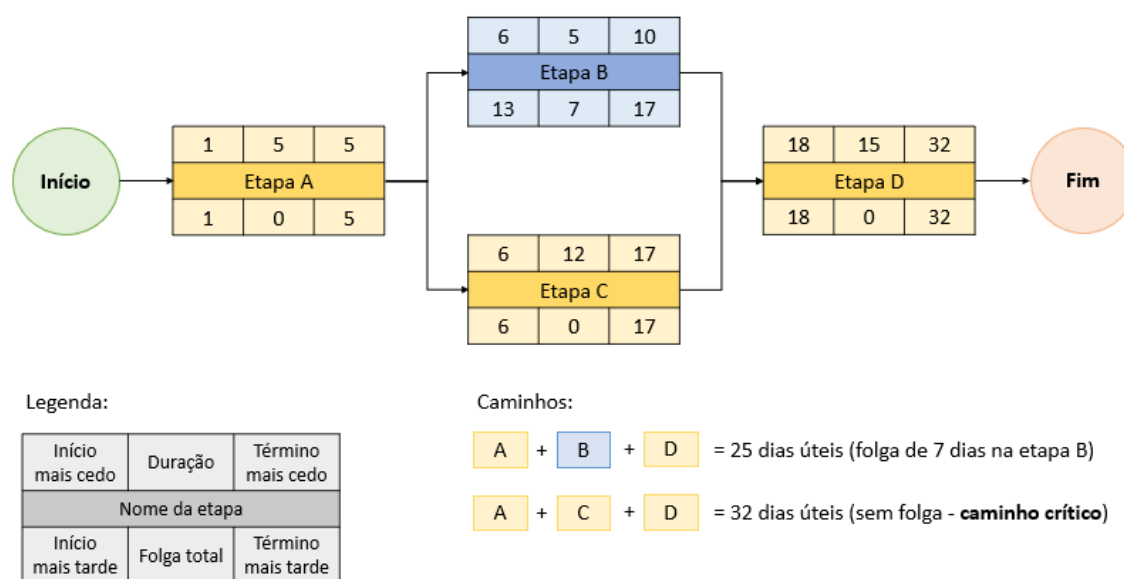 6 5 10
Etapa B
13 7 17
Início
1 5 5
Etapa A
1 0 5
18 15 32
Etapa D
18 0 32
Fim
6 12 17
Etapa C
6 0 17
Legenda:
Início mais cedo
Duração
Término mais cedo
Nome da etapa
Início mais tarde
Folga total
Término mais tarde
Caminhos:
A + B + D = 25 dias úteis (folga de 7 dias na etapa B)
A + C + D = 32 dias úteis (sem folga - caminho crítico)